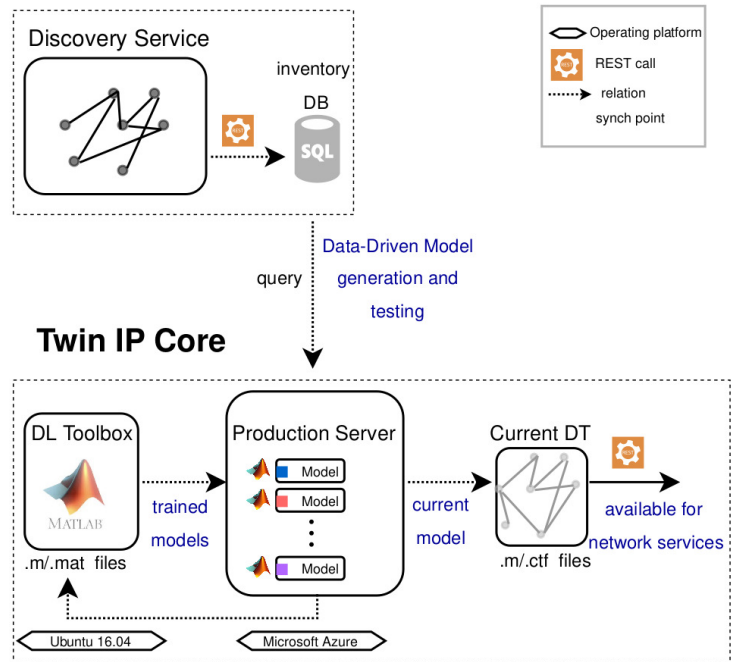 Discovery Service
inventory
DB
REST
SQL
Operating platform
REST
REST call
relation
synch point
query
Data-Driven Model
generation and
testing
Twin IP Core
DL Toolbox
MATLAB
.m/.mat files
trained
models
Production Server
Model
Model
Model
current
model
Current DT
.m/.ctf files
REST
available for
network services
Ubuntu 16.04
Microsoft Azure